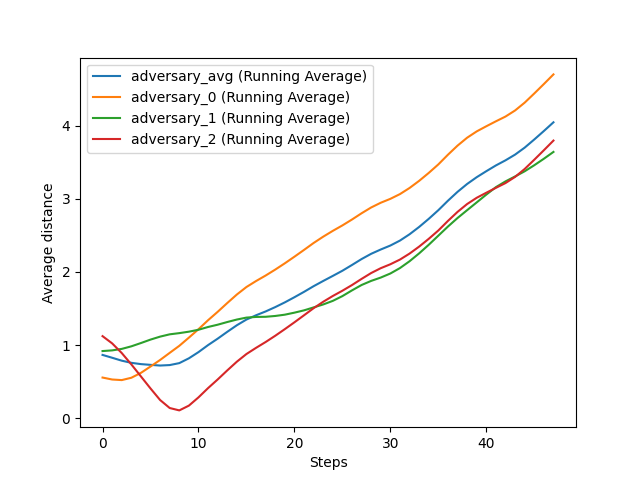 adversary_avg (Running Average)
adversary_0 (Running Average)
adversary_1 (Running Average)
adversary_2 (Running Average)
Average distance
4
3
2
1
0
0 10 20 30 40
Steps